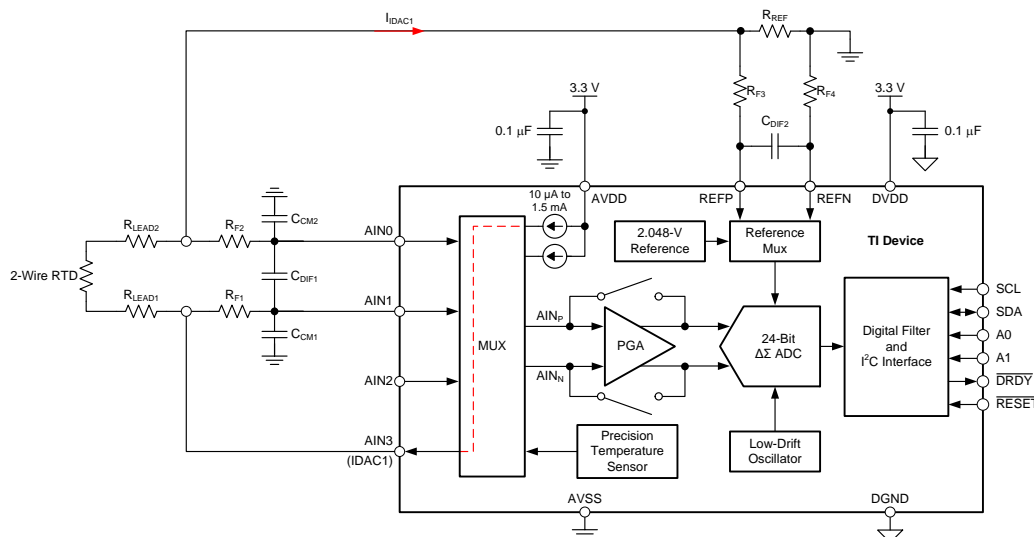 I_IDAC1
R_REF
3.3 V
R_F3
R_F4
3.3 V
0.1 µF
C_DIF2
0.1 µF
10 µA to
1.5 mA
AVDD
REFP
REFN
DVDD
C_CM2
R_LEAD2
R_F2
AIN0
2.048-V
Reference
Reference
Mux
TI Device
2-Wire RTD
C_DIF1
R_LEAD1
R_F1
AIN1
C_CM1
MUX
AIN_P
PGA
AIN_N
24-Bit
ΔΣ ADC
Digital Filter
and
I²C Interface
SCL
SDA
A0
A1
DRDY
RESET
AIN2
AIN3
(IDAC1)
Precision
Temperature
Sensor
Low-Drift
Oscillator
AVSS
DGND